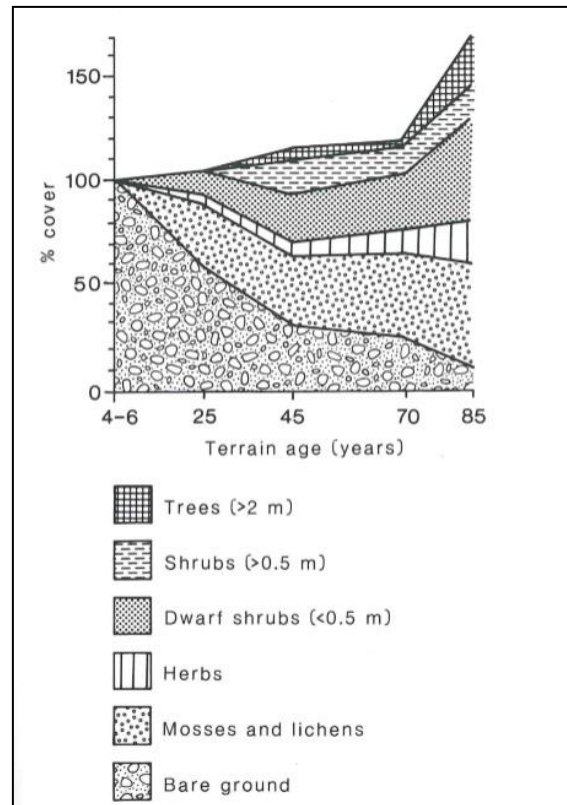 150
100
50
0
% cover
4-6 25 45 70 85
Terrain age (years)
Trees (>2 m)
Shrubs (>0.5 m)
Dwarf shrubs (<0.5 m)
Herbs
Mosses and lichens
Bare ground